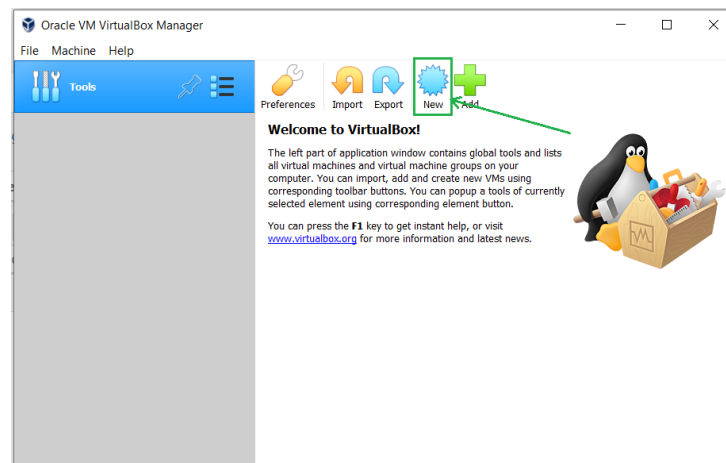 Oracle VM VirtualBox Manager
File Machine Help
Tools
Preferences Import Export New Add
Welcome to VirtualBox!
The left part of application window contains global tools and lists
all virtual machines and virtual machine groups on your
computer. You can import, add and create new VMs using
corresponding toolbar buttons. You can popup a tools of currently
selected element using corresponding element button.
You can press the F1 key to get instant help, or visit
www.virtualbox.org for more information and latest news.